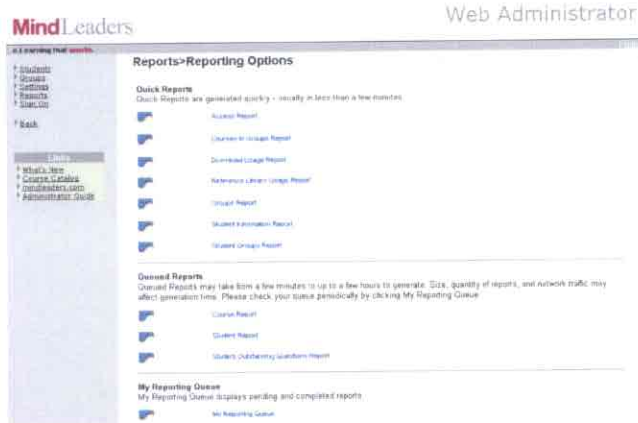 MindLeaders
Web Administrator
e-Learning that works.
Students
Groups
Settings
Reports
Sign On
Back
Links
What's New
Course Catalog
mindleaders.com
Administrator Guide
Reports>Reporting Options
Quick Reports
Quick Reports are generated quickly - usually in less than a few minutes.
Access Report
Courses in Groups Report
Download Usage Report
Reference Library Usage Report
Groups Report
Student Information Report
Student Groups Report
Queued Reports
Queued Reports may take from a few minutes to up to a few hours to generate. Size, quantity of reports, and network traffic may
affect generation time. Please check your queue periodically by clicking My Reporting Queue
Course Report
Student Report
Student Outstanding Questions Report
My Reporting Queue
My Reporting Queue displays pending and completed reports
My Reporting Queue